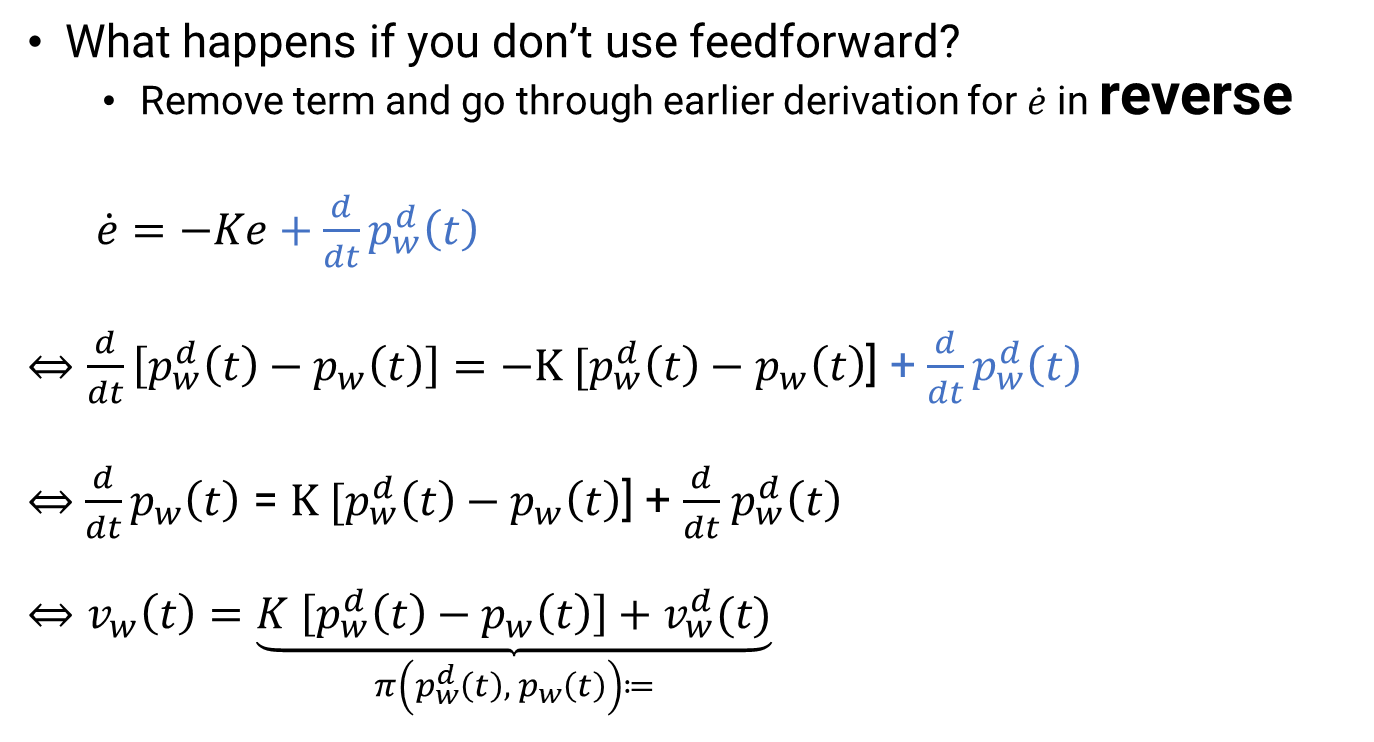 • What happens if you don’t use feedforward?
• Remove term and go through earlier derivation for ė in reverse
ė = −Ke + d/dt p_w^d(t)
⇔ d/dt [p_w^d(t) − p_w(t)] = −K [p_w^d(t) − p_w(t)] + d/dt p_w^d(t)
⇔ d/dt p_w(t) = K [p_w^d(t) − p_w(t)] + d/dt p_w^d(t)
⇔ v_w(t) = K [p_w^d(t) − p_w(t)] + v_w^d(t)
π(p_w^d(t), p_w(t)):=